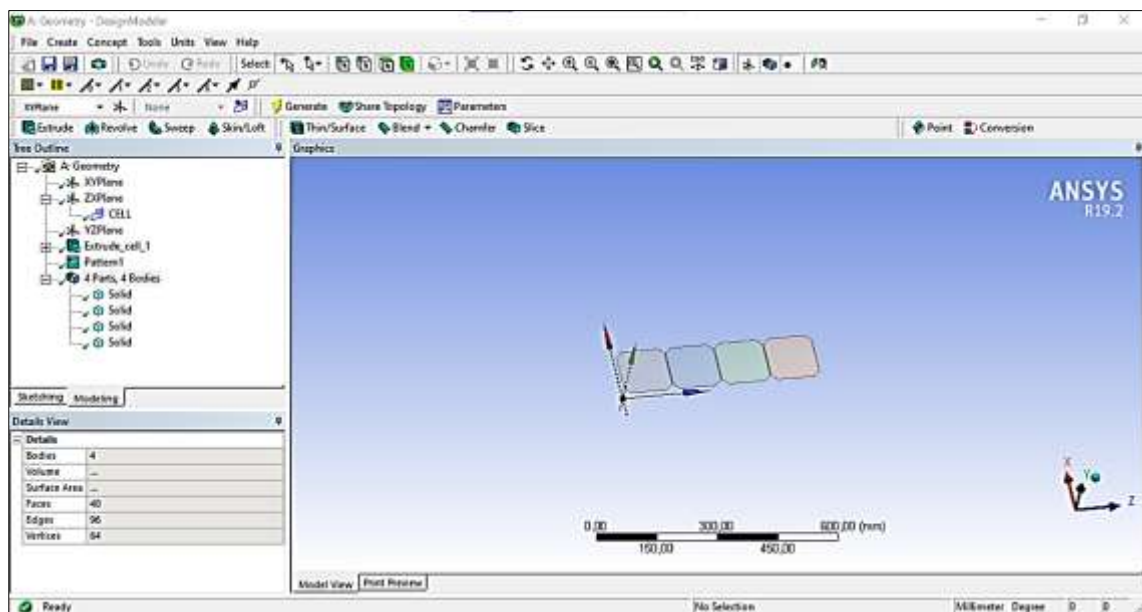 A: Geometry - DesignModeler
File Create Concept Tools Units View Help
Undo Redo Select:
XYPlane None Generate Share Topology Parameters
Extrude Revolve Sweep Skin/Loft Thin/Surface Blend Chamfer Slice Point Conversion
Tree Outline
A: Geometry
XYPlane
ZXPlane
CELL
YZPlane
Extrude_cell_1
Pattern1
4 Parts, 4 Bodies
Solid
Solid
Solid
Solid
Sketching Modeling
Details View
Details
Bodies 4
Volume ...
Surface Area ...
Faces 40
Edges 96
Vertices 64
Graphics
ANSYS
R19.2
X
Y
Z
0,00 300,00 600,00 (mm)
150,00 450,00
Model View Print Preview
Ready No Selection Millimeter Degree 0 0